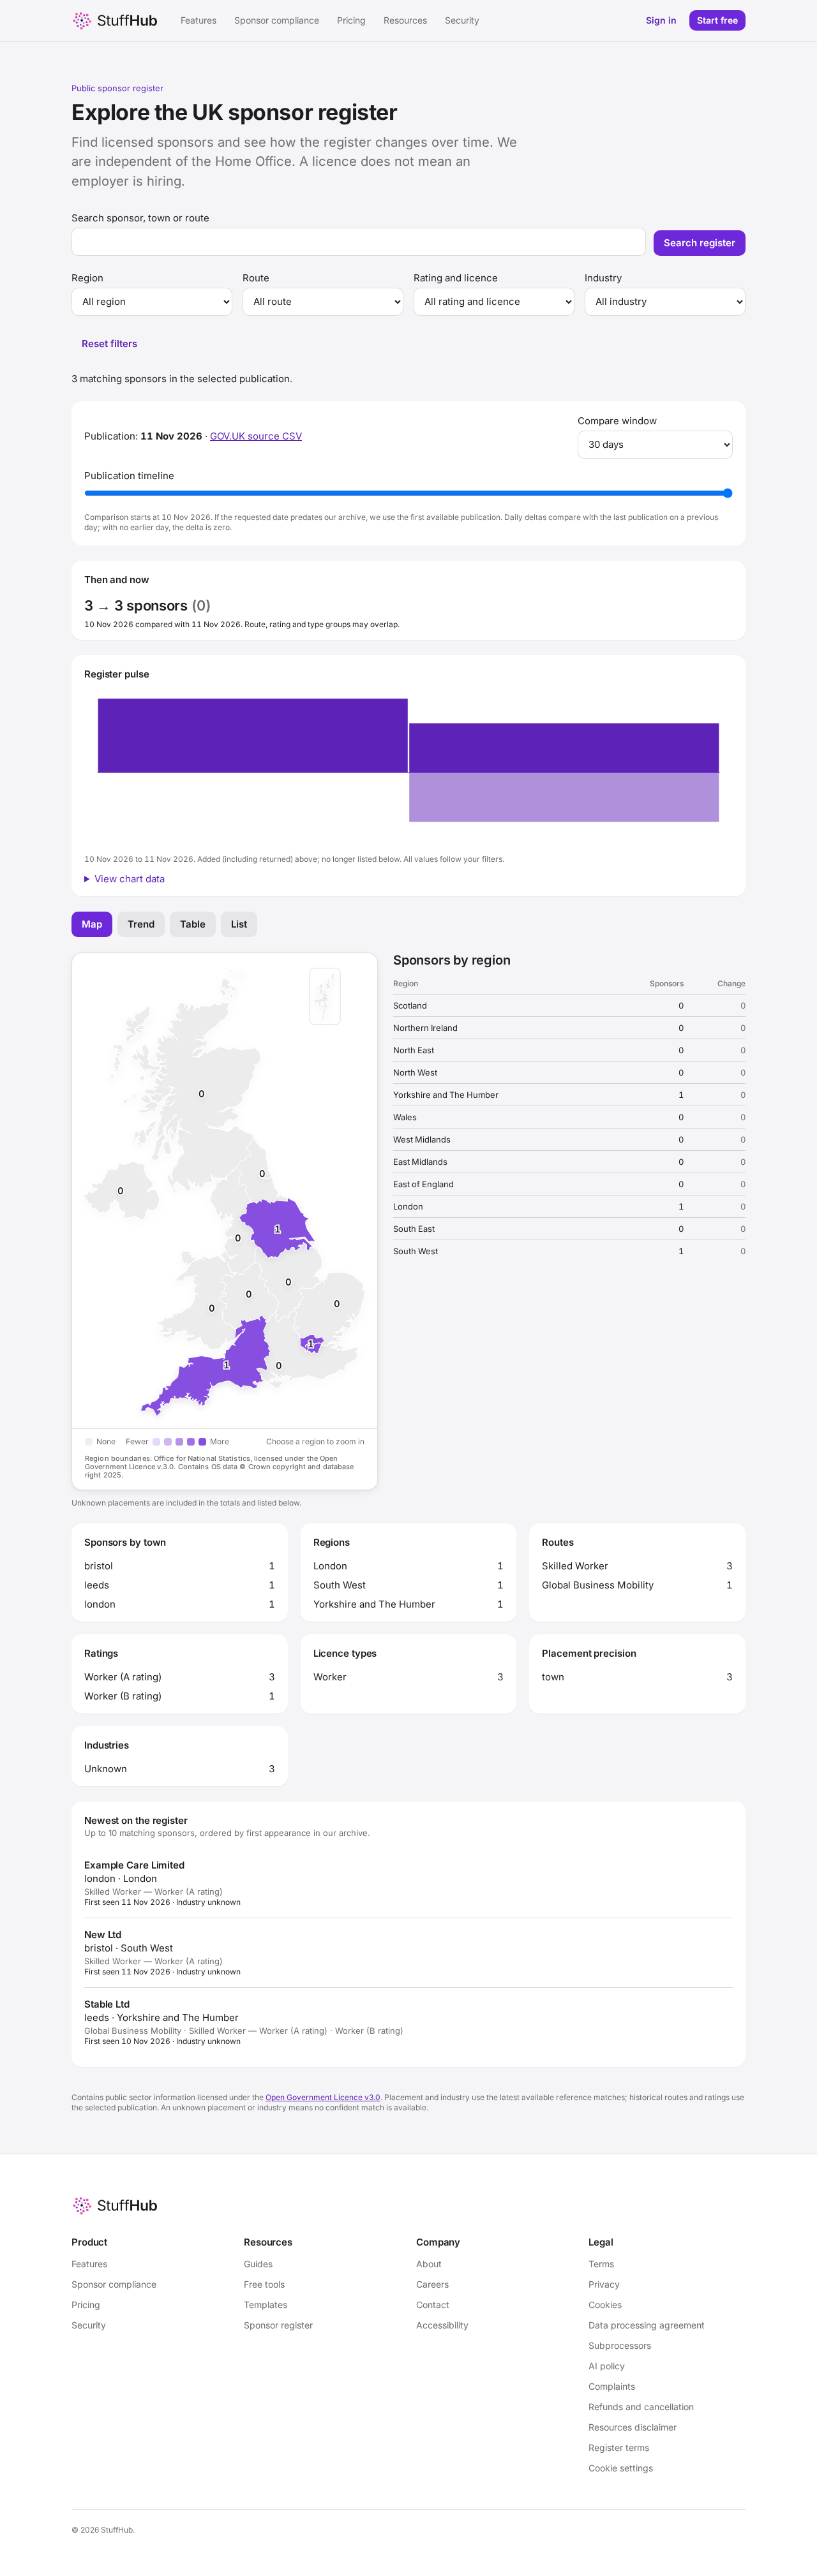 StuffHub
Features
Sponsor compliance
Pricing
Resources
Security
Sign in
Start free
Public sponsor register
Explore the UK sponsor register
Find licensed sponsors and see how the register changes over time. We
are independent of the Home Office. A licence does not mean an
employer is hiring.
Search sponsor, town or route
Search register
Region
Route
Rating and licence
Industry
All region
All route
All rating and licence
All industry
Reset filters
3 matching sponsors in the selected publication.
Publication: 11 Nov 2026 · GOV.UK source CSV
Compare window
30 days
Publication timeline
Comparison starts at 10 Nov 2026. If the requested date predates our archive, we use the first available publication. Daily deltas compare with the last publication on a previous
day; with no earlier day, the delta is zero.
Then and now
3 → 3 sponsors (0)
10 Nov 2026 compared with 11 Nov 2026. Route, rating and type groups may overlap.
Register pulse
10 Nov 2026 to 11 Nov 2026. Added (including returned) above; no longer listed below. All values follow your filters.
▶ View chart data
Map
Trend
Table
List
0
0
0
1
0
0
0
0
0
1
1
0
None
Fewer
More
Choose a region to zoom in
Region boundaries: Office for National Statistics, licensed under the Open
Government Licence v.3.0. Contains OS data © Crown copyright and database
right 2025.
Unknown placements are included in the totals and listed below.
Sponsors by region
Region Sponsors Change
Scotland 0 0
Northern Ireland 0 0
North East 0 0
North West 0 0
Yorkshire and The Humber 1 0
Wales 0 0
West Midlands 0 0
East Midlands 0 0
East of England 0 0
London 1 0
South East 0 0
South West 1 0
Sponsors by town
bristol 1
leeds 1
london 1
Regions
London 1
South West 1
Yorkshire and The Humber 1
Routes
Skilled Worker 3
Global Business Mobility 1
Ratings
Worker (A rating) 3
Worker (B rating) 1
Licence types
Worker 3
Placement precision
town 3
Industries
Unknown 3
Newest on the register
Up to 10 matching sponsors, ordered by first appearance in our archive.
Example Care Limited
london · London
Skilled Worker — Worker (A rating)
First seen 11 Nov 2026 · Industry unknown
New Ltd
bristol · South West
Skilled Worker — Worker (A rating)
First seen 11 Nov 2026 · Industry unknown
Stable Ltd
leeds · Yorkshire and The Humber
Global Business Mobility · Skilled Worker — Worker (A rating) · Worker (B rating)
First seen 10 Nov 2026 · Industry unknown
Contains public sector information licensed under the Open Government Licence v3.0. Placement and industry use the latest available reference matches; historical routes and ratings use
the selected publication. An unknown placement or industry means no confident match is available.
StuffHub
Product
Features
Sponsor compliance
Pricing
Security
Resources
Guides
Free tools
Templates
Sponsor register
Company
About
Careers
Contact
Accessibility
Legal
Terms
Privacy
Cookies
Data processing agreement
Subprocessors
AI policy
Complaints
Refunds and cancellation
Resources disclaimer
Register terms
Cookie settings
© 2026 StuffHub.